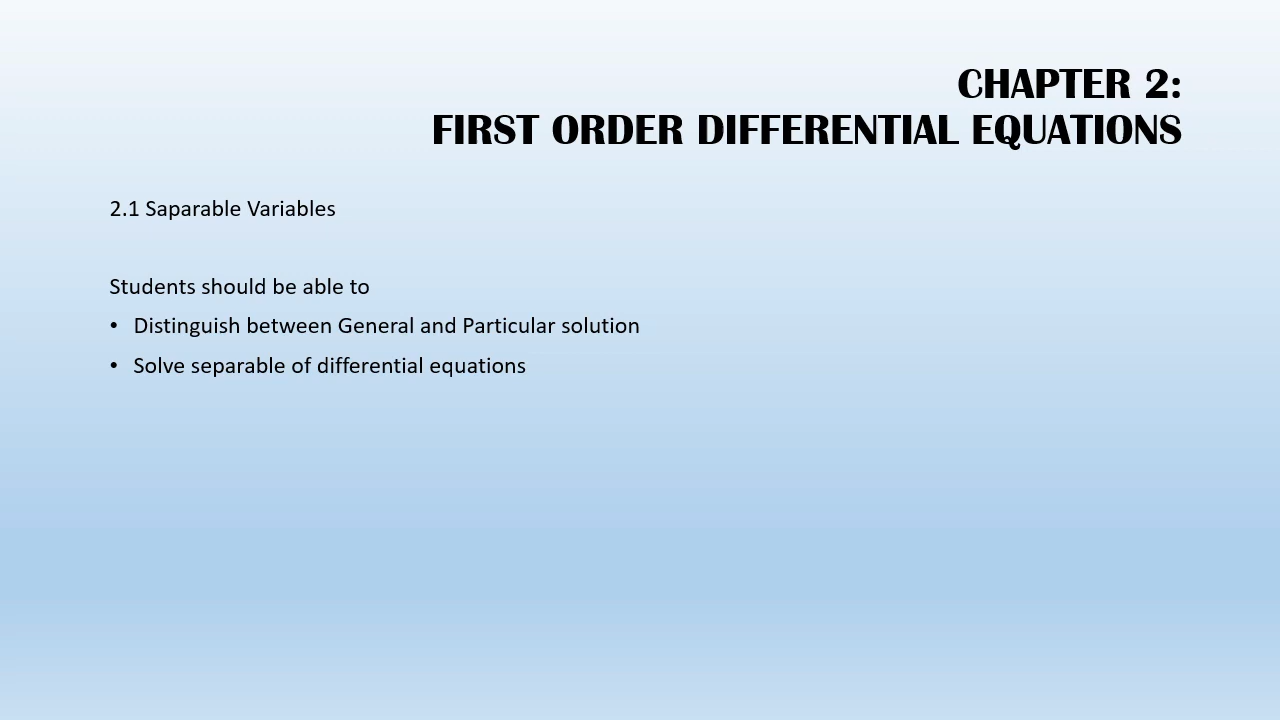 CHAPTER 2:
FIRST ORDER DIFFERENTIAL EQUATIONS
2.1 Saparable Variables
Students should be able to
• Distinguish between General and Particular solution
• Solve separable of differential equations